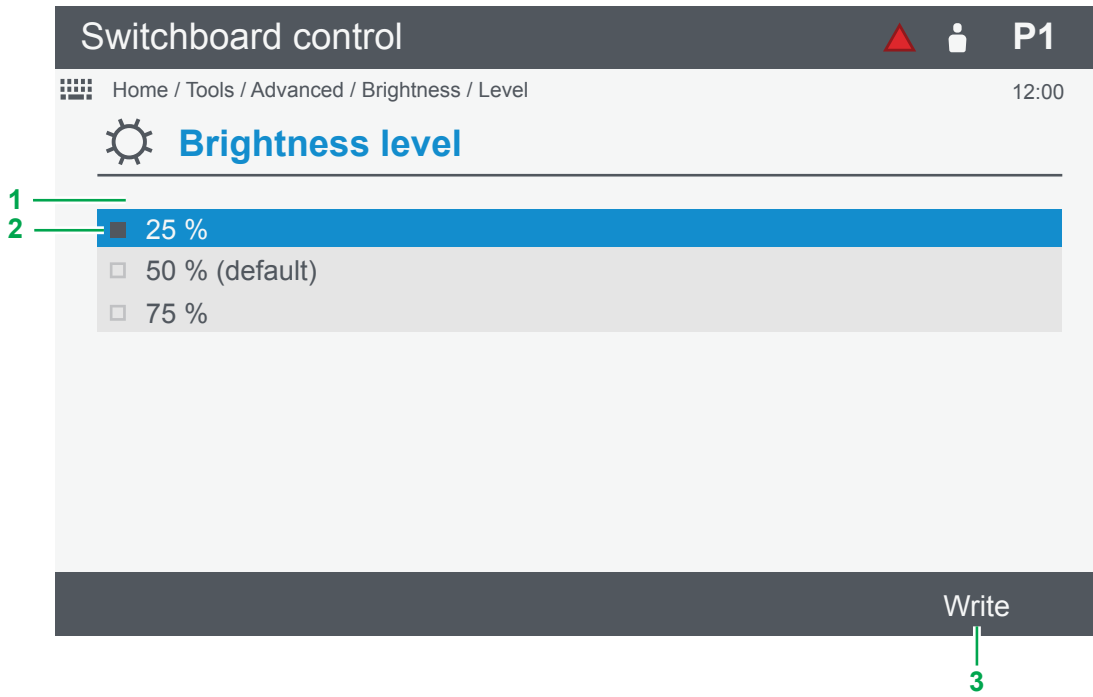 Switchboard control P1
Home / Tools / Advanced / Brightness / Level 12:00
Brightness level
1
2 25 %
50 % (default)
75 %
Write
3